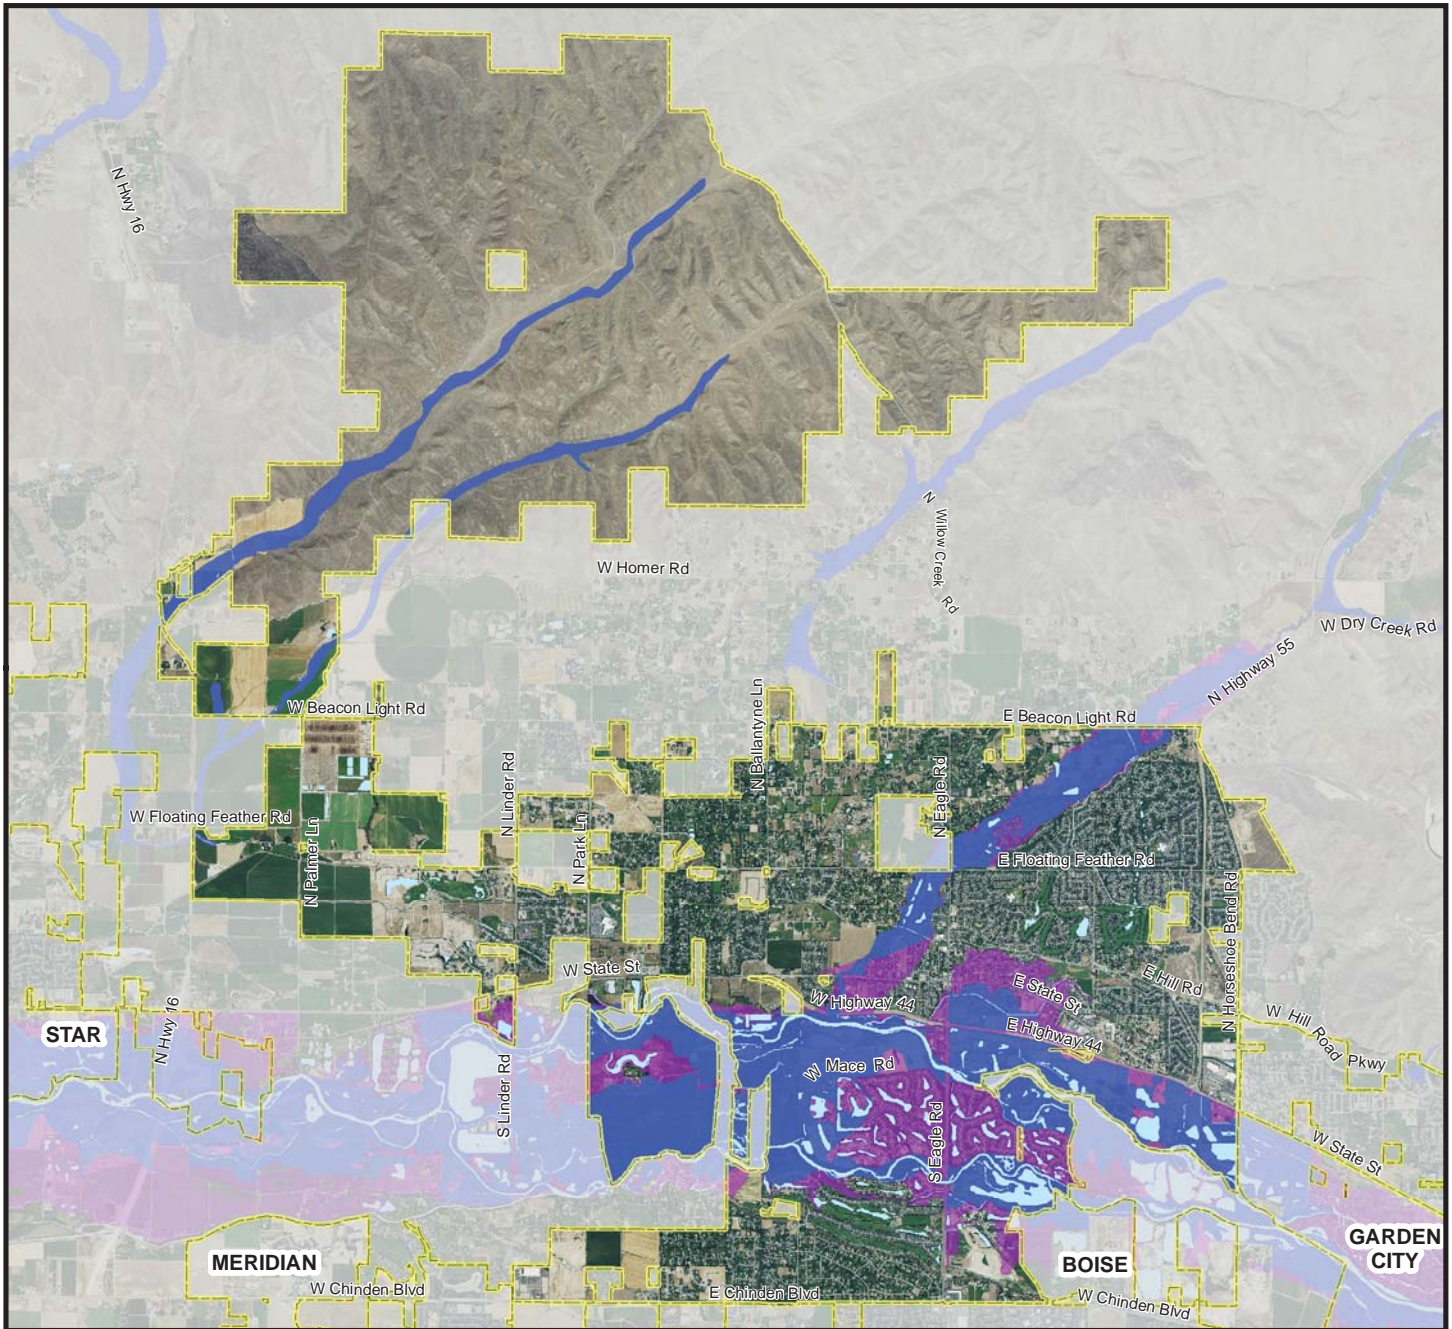 N Hwy 16
W Homer Rd
N Willow Creek Rd
W Dry Creek Rd
N Highway 55
W Beacon Light Rd
N Ballantyne Ln
E Beacon Light Rd
N Linder Rd
N Eagle Rd
W Floating Feather Rd
N Palmer Ln
N Park Ln
E Floating Feather Rd
N Horseshoe Bend Rd
W State St
E Hill Rd
E State St
W Highway 44
E Highway 44
W Hill Road Pkwy
STAR
N Hwy 16
S Linder Rd
W Mace Rd
S Eagle Rd
W State St
MERIDIAN
BOISE
GARDEN
CITY
W Chinden Blvd
E Chinden Blvd
W Chinden Blvd